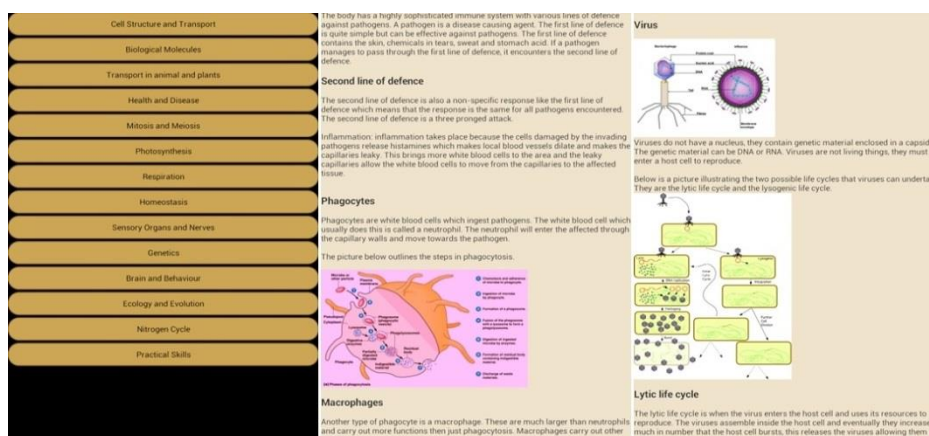 Cell Structure and Transport
Biological Molecules
Transport in animal and plants
Health and Disease
Mitosis and Meiosis
Photosynthesis
Respiration
Homeostasis
Sensory Organs and Nerves
Genetics
Brain and Behaviour
Ecology and Evolution
Nitrogen Cycle
Practical Skills
The body has a highly sophisticated immune system with various lines of defence
against pathogens. A pathogen is a disease causing agent. The first line of defence
is quite simple but can be effective against pathogens. The first line of defence
contains the skin, chemicals in tears, sweat and stomach acid. If a pathogen
manages to pass through the first line of defence, it encounters the second line of
defence.
Second line of defence
The second line of defence is also a non-specific response like the first line of
defence which means that the response is the same for all pathogens encountered.
The second line of defence is a three pronged attack.
Inflammation: inflammation takes place because the cells damaged by the invading
pathogens release histamines which makes local blood vessels dilate and makes the
capillaries leaky. This brings more white blood cells to the area and the leaky
capillaries allow the white blood cells to move from the capillaries to the affected
tissue.
Phagocytes
Phagocytes are white blood cells which ingest pathogens. The white blood cell which
usually does this is called a neutrophil. The neutrophil will enter the affected through
the capillary walls and move towards the pathogen.
The picture below outlines the steps in phagocytosis.
Macrophages
Another type of phagocyte is a macrophage. These are much larger than neutrophils
and carry out more functions then just phagocytosis. Macrophages carry out other
Virus
Viruses do not have a nucleus, they contain genetic material enclosed in a capsid
The genetic material can be DNA or RNA. Viruses are not living things, they must
enter a host cell to reproduce.
Below is a picture illustrating the two possible life cycles that viruses can underta
They are the lytic life cycle and the lysogenic life cycle.
Lytic life cycle
The lytic life cycle is when the virus enters the host cell and uses its resources to
reproduce. The viruses assemble inside the host cell and eventually they increase
much in number that the host cell bursts, this releases the viruses allowing them